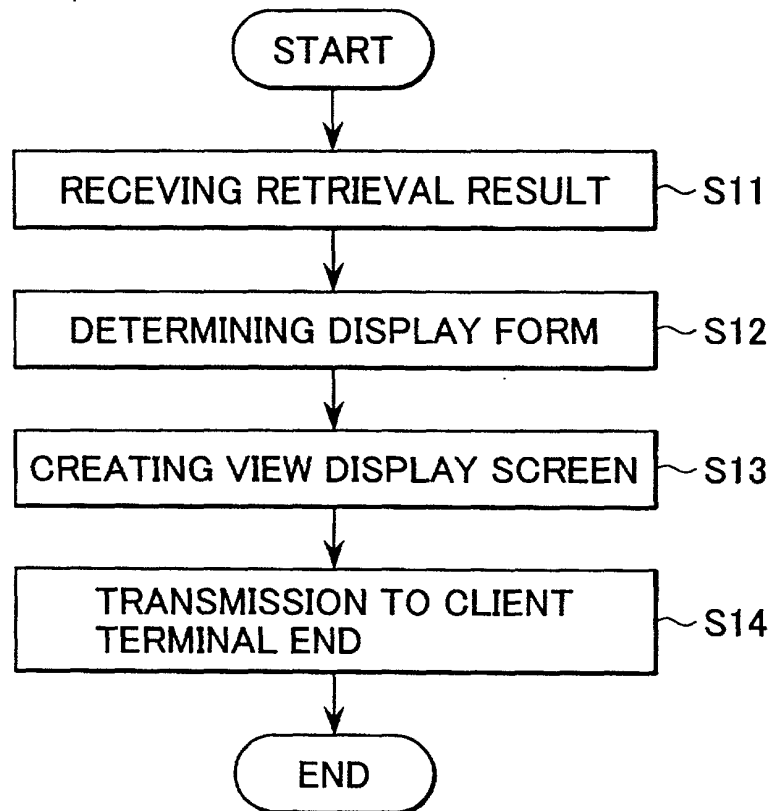 START
RECEVING RETRIEVAL RESULT
S11
DETERMINING DISPLAY FORM
S12
CREATING VIEW DISPLAY SCREEN
S13
TRANSMISSION TO CLIENT
TERMINAL END
S14
END